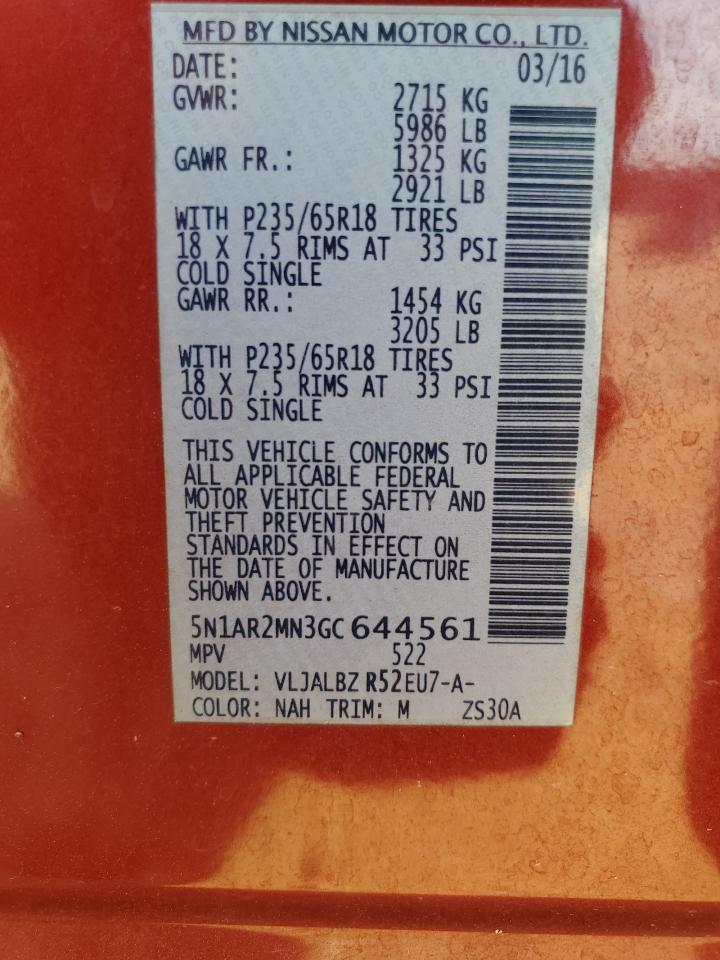 MFD BY NISSAN MOTOR CO., LTD.
DATE: 03/16
GVWR: 2715 KG
5986 LB
GAWR FR.: 1325 KG
2921 LB
WITH P235/65R18 TIRES
18 X 7.5 RIMS AT 33 PSI
COLD SINGLE
GAWR RR.: 1454 KG
3205 LB
WITH P235/65R18 TIRES
18 X 7.5 RIMS AT 33 PSI
COLD SINGLE
THIS VEHICLE CONFORMS TO
ALL APPLICABLE FEDERAL
MOTOR VEHICLE SAFETY AND
THEFT PREVENTION
STANDARDS IN EFFECT ON
THE DATE OF MANUFACTURE
SHOWN ABOVE.
5N1AR2MN3GC644561
MPV 522
MODEL: VLJALBZ R52EU7-A-
COLOR: NAH TRIM: M ZS30A